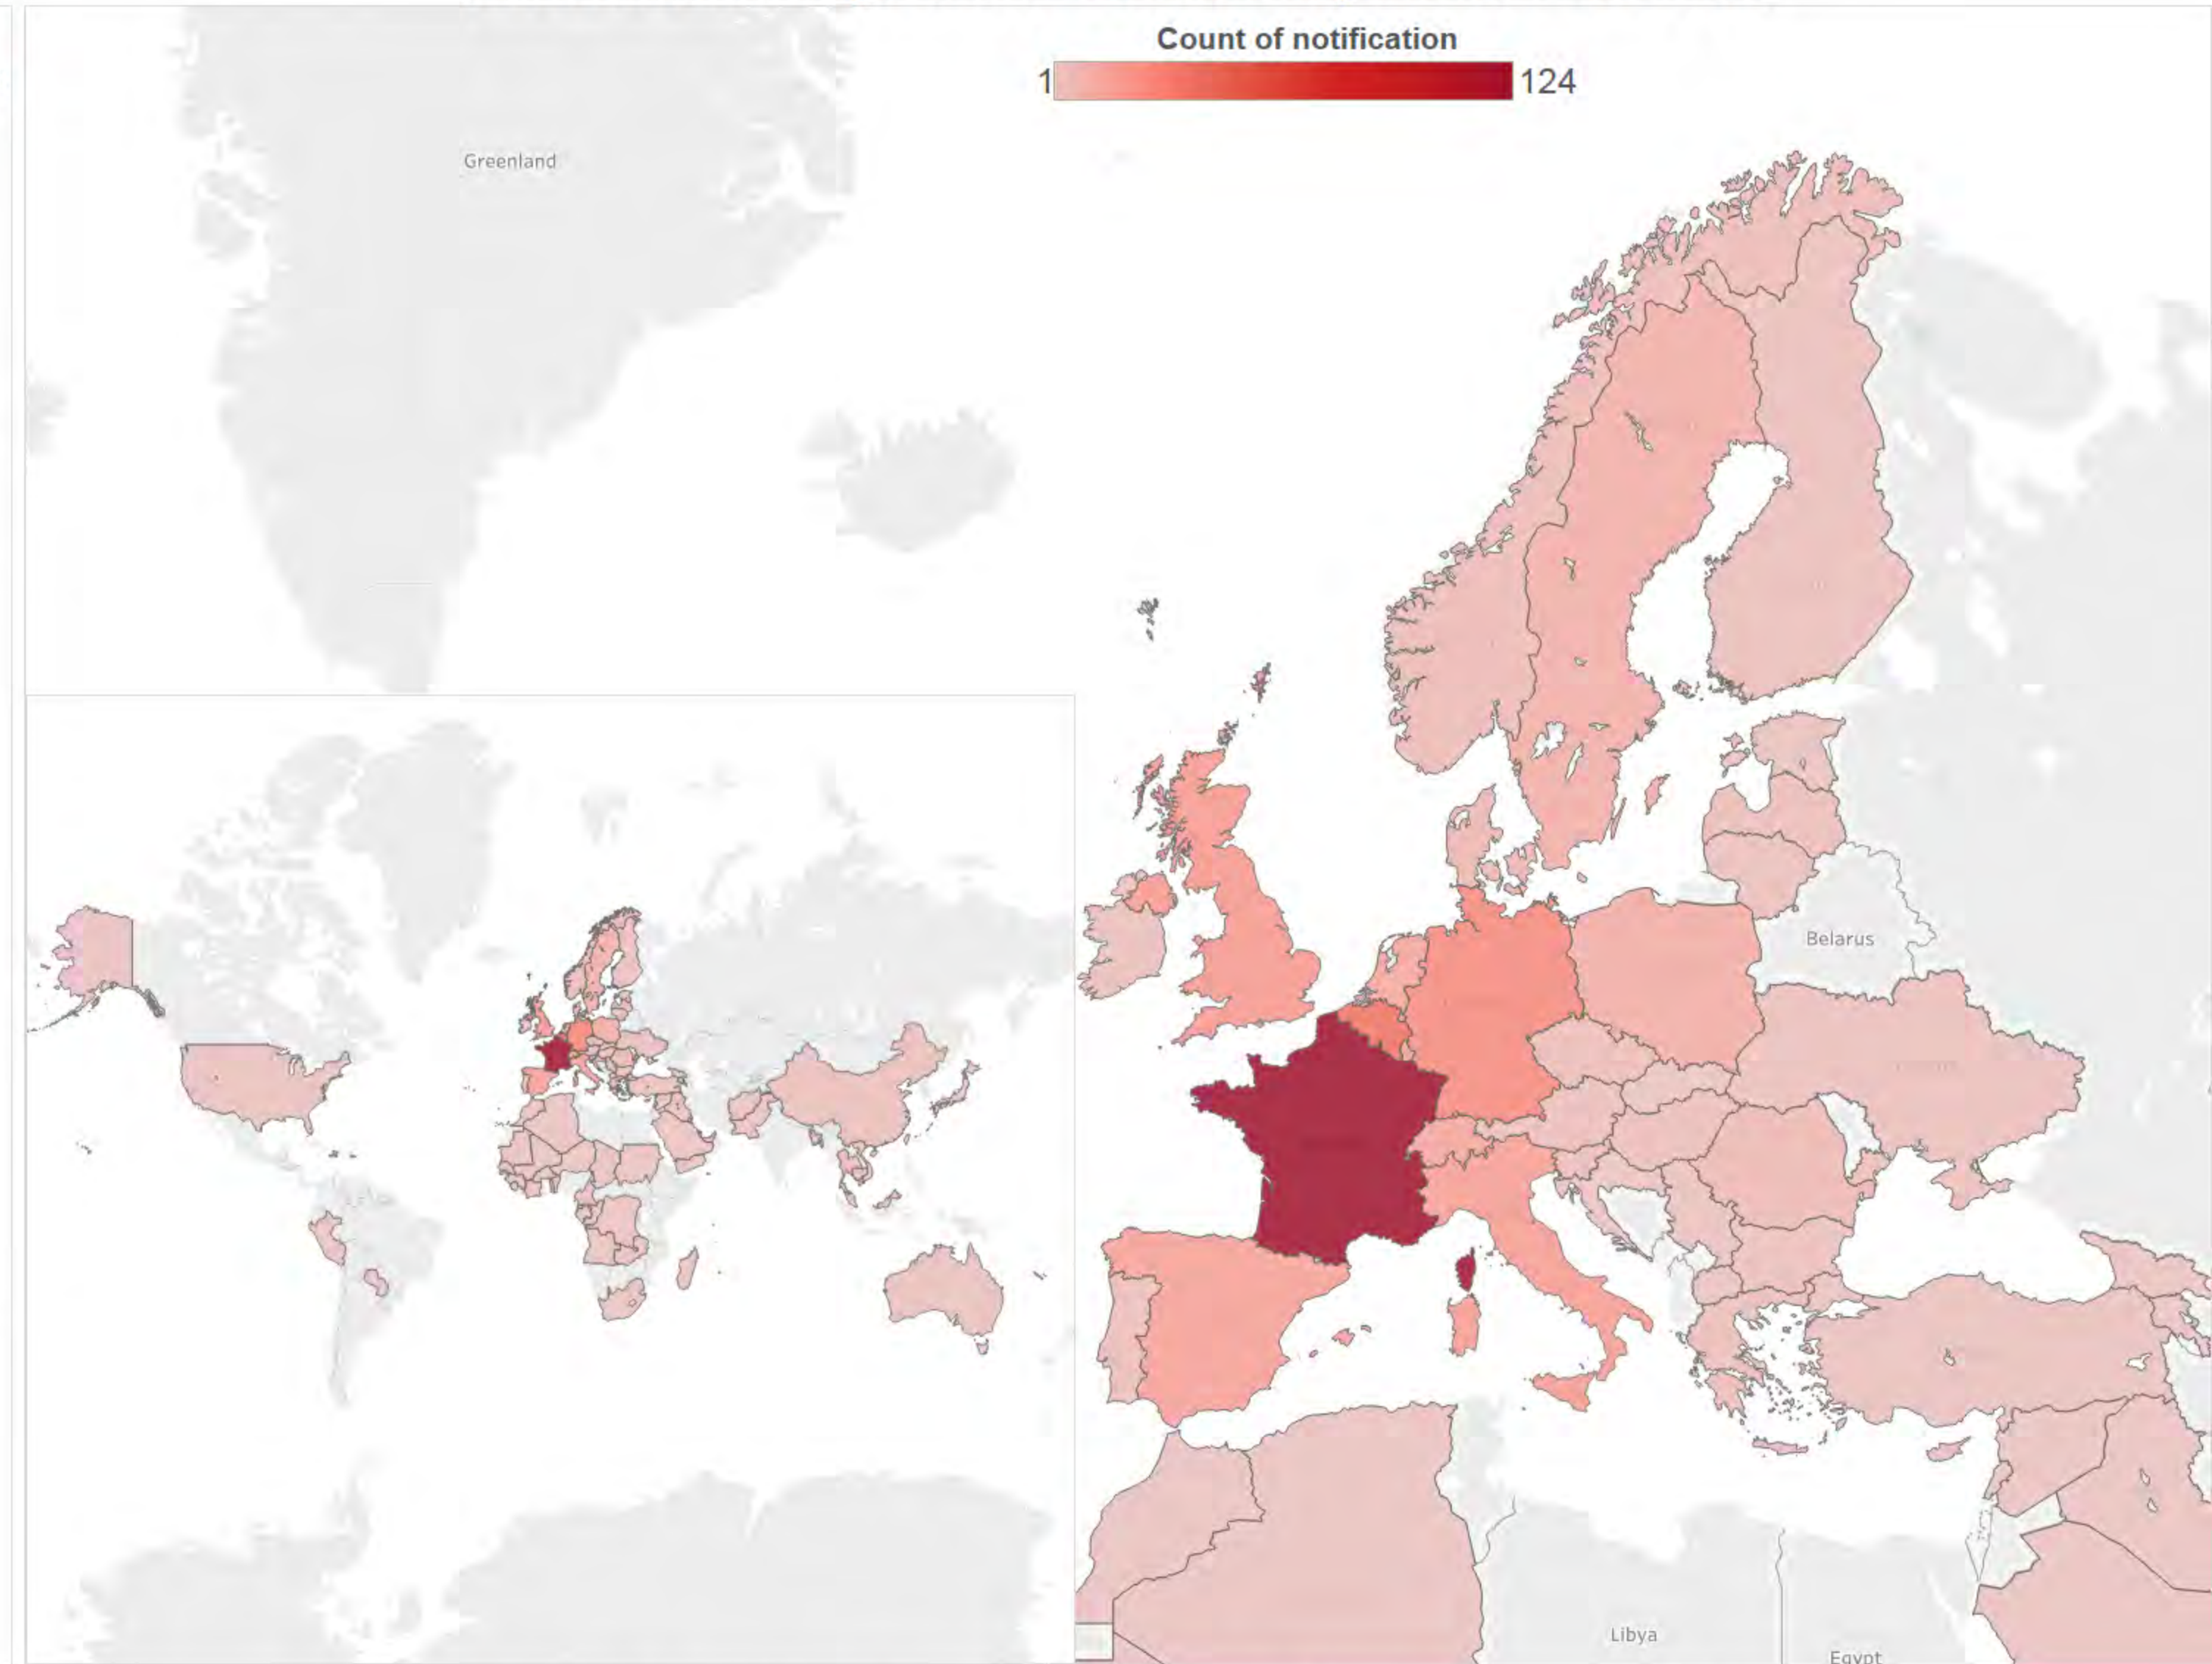 Count of notification
1
124
Greenland
Belarus
Libya
Egypt